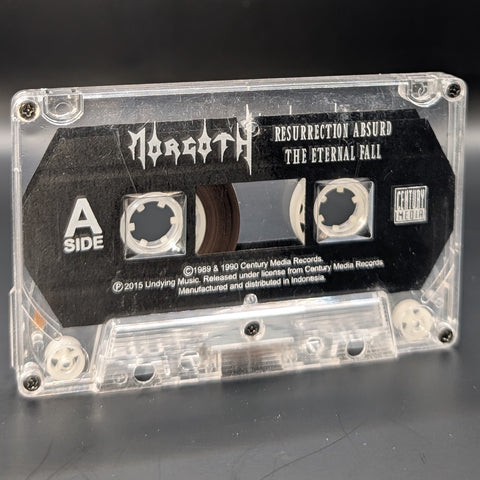 MORGOTH
RESURRECTION ABSURD
THE ETERNAL FALL
A
SIDE
CENTURY
MEDIA
©1989 & 1990 Century Media Records.
℗ 2015 Undying Music. Released under license from Century Media Records
Manufactured and distributed in Indonesia.